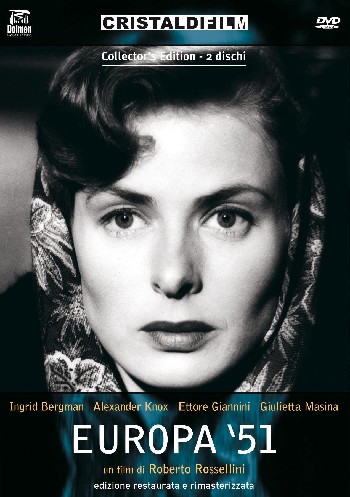 CRISTALDIFILM
Dolmen
DVD
Collector's Edition - 2 dischi
Ingrid Bergman Alexander Knox Ettore Giannini Giulietta Masina
EUROPA '51
un film di Roberto Rossellini
edizione restaurata e rimasterizzata